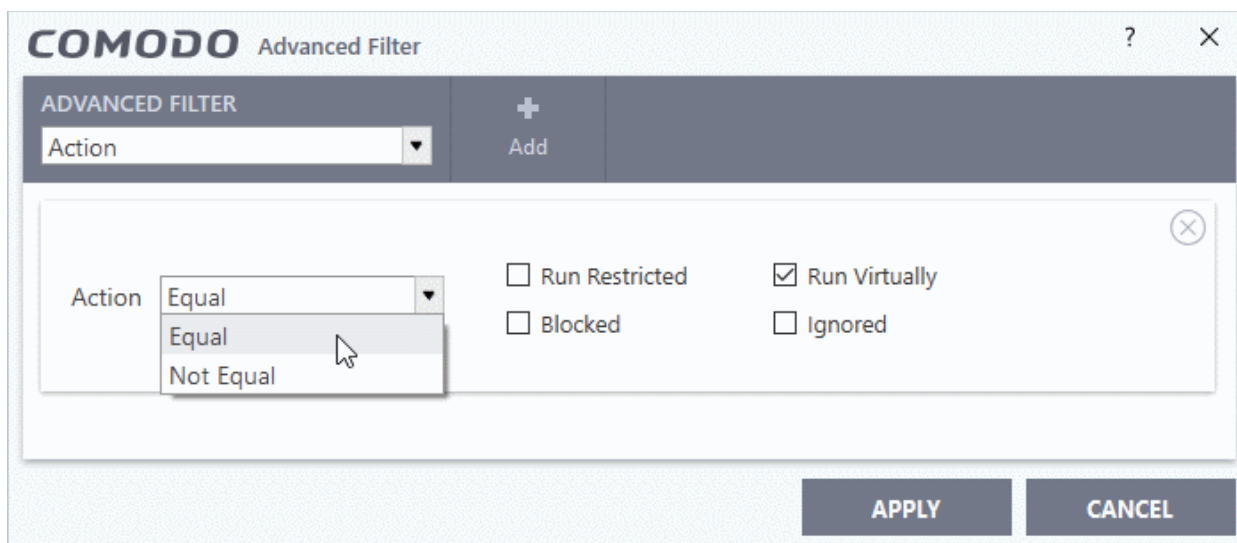 COMODO Advanced Filter ? X
ADVANCED FILTER
Action
Add
Action Equal
Equal
Not Equal
Run Restricted
Run Virtually
Blocked
Ignored
APPLY
CANCEL